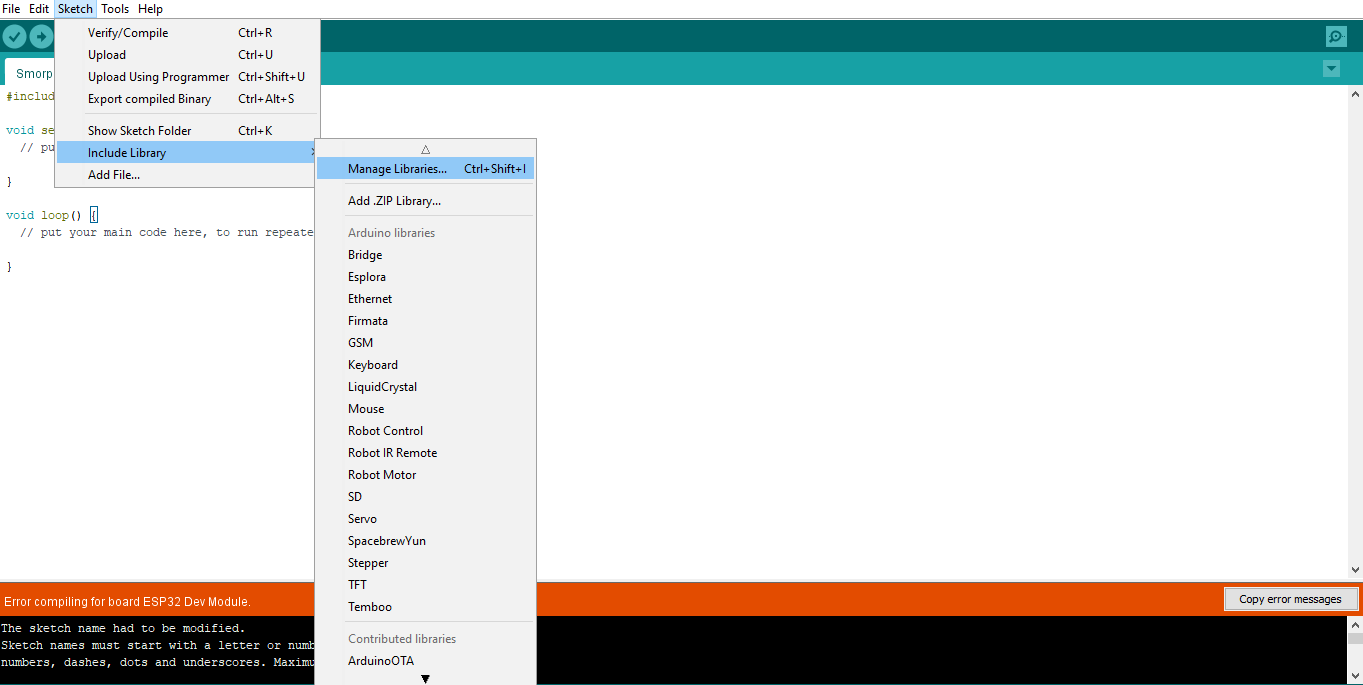 File Edit Sketch Tools Help
Verify/Compile Ctrl+R
Upload Ctrl+U
Upload Using Programmer Ctrl+Shift+U
Export compiled Binary Ctrl+Alt+S
Show Sketch Folder Ctrl+K
Include Library
Add File...
Smorp
#includ
void se
// pu
}
void loop() {
// put your main code here, to run repeate
}
Manage Libraries... Ctrl+Shift+I
Add .ZIP Library...
Arduino libraries
Bridge
Esplora
Ethernet
Firmata
GSM
Keyboard
LiquidCrystal
Mouse
Robot Control
Robot IR Remote
Robot Motor
SD
Servo
SpacebrewYun
Stepper
TFT
Temboo
Contributed libraries
ArduinoOTA
Error compiling for board ESP32 Dev Module.
Copy error messages
The sketch name had to be modified.
Sketch names must start with a letter or numb
numbers, dashes, dots and underscores. Maximu